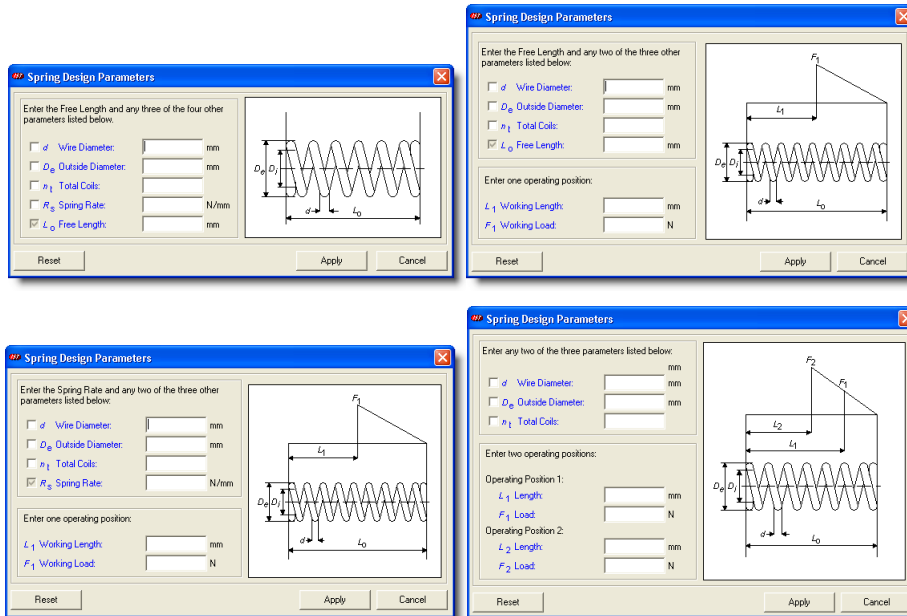 Spring Design Parameters
Enter the Free Length and any three of the four other
parameters listed below.
d Wire Diameter: mm
De Outside Diameter: mm
nt Total Coils:
Rs Spring Rate: N/mm
Lo Free Length: mm
De Di
d Lo
Reset Apply Cancel
Spring Design Parameters
Enter the Free Length and any two of the three other
parameters listed below:
d Wire Diameter: mm
De Outside Diameter: mm
nt Total Coils:
Lo Free Length: mm
Enter one operating position:
L1 Working Length: mm
F1 Working Load: N
F1
L1
De Di
d
Lo
Reset Apply Cancel
Spring Design Parameters
Enter the Spring Rate and any two of the three other
parameters listed below:
d Wire Diameter: mm
De Outside Diameter: mm
nt Total Coils:
Rs Spring Rate: N/mm
Enter one operating position:
L1 Working Length: mm
F1 Working Load: N
F1
L1
De Di
d
Lo
Reset Apply Cancel
Spring Design Parameters
Enter any two of the three parameters listed below:
mm
d Wire Diameter: mm
De Outside Diameter: mm
nt Total Coils:
Enter two operating positions:
Operating Position 1:
L1 Length: mm
F1 Load: N
Operating Position 2:
L2 Length: mm
F2 Load: N
F2
F1
L2
L1
De Di
d
Lo
Reset Apply Cancel